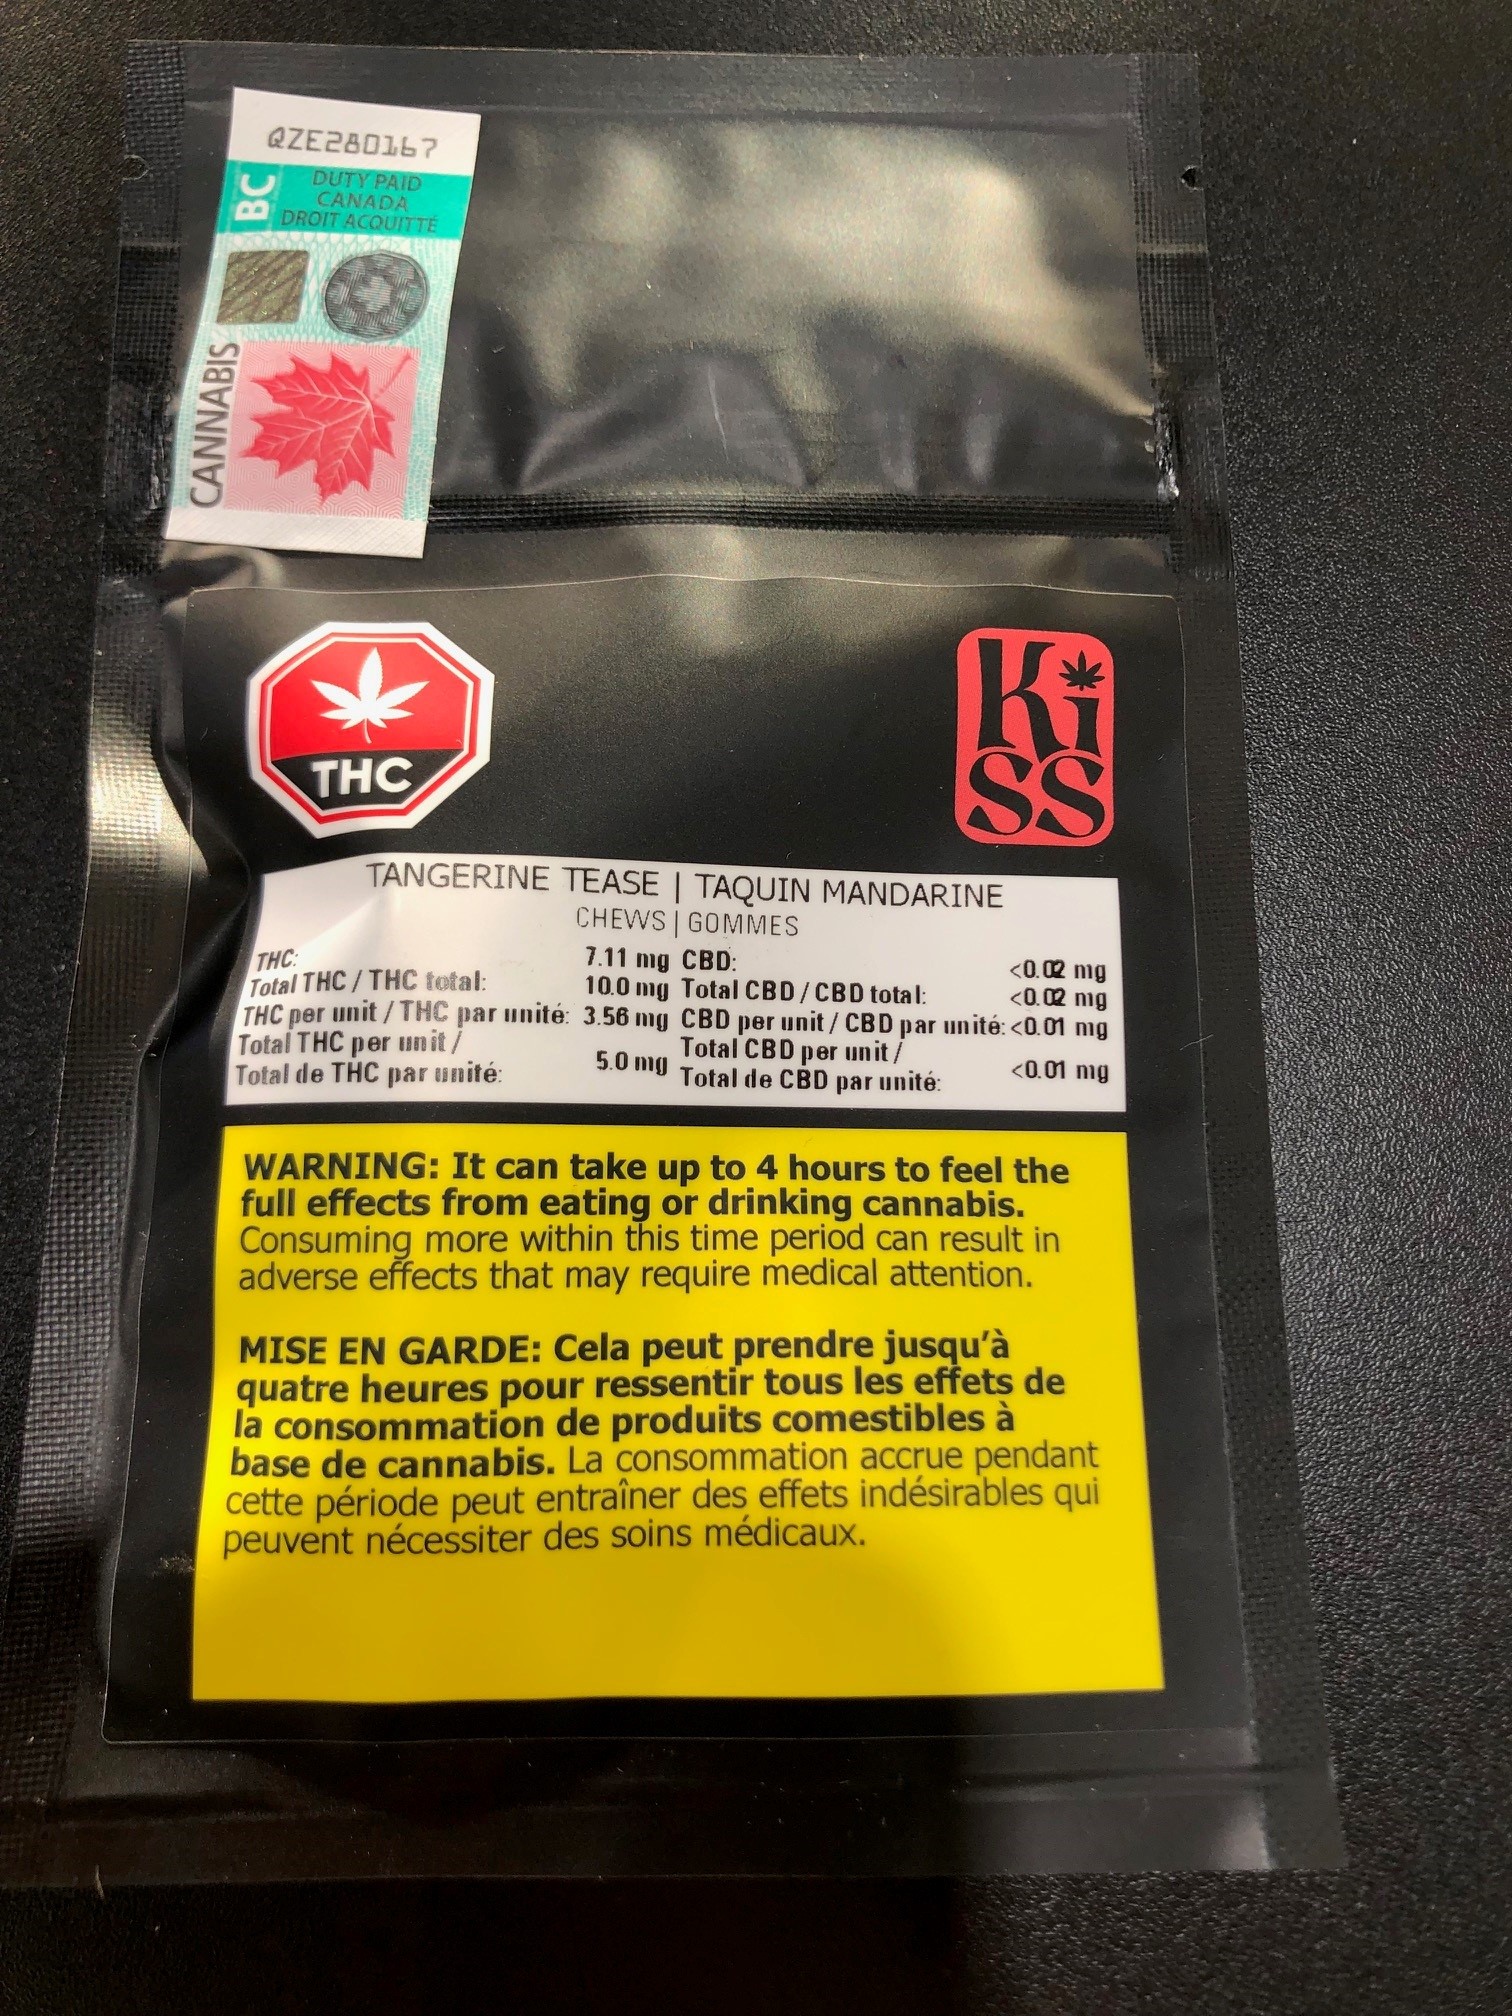 QZE280167
BC
DUTY PAID
CANADA
DROIT ACQUITTÉ
CANNABIS
THC
Kiss
TANGERINE TEASE | TAQUIN MANDARINE
CHEWS | GOMMES
THC: 7.11 mg CBD: <0.02 mg
Total THC / THC total: 10.0 mg Total CBD / CBD total: <0.02 mg
THC per unit / THC par unité: 3.56 mg CBD per unit / CBD par unité: <0.01 mg
Total THC per unit / Total CBD per unit /
Total de THC par unité: 5.0 mg Total de CBD par unité: <0.01 mg
WARNING: It can take up to 4 hours to feel the
full effects from eating or drinking cannabis.
Consuming more within this time period can result in
adverse effects that may require medical attention.
MISE EN GARDE: Cela peut prendre jusqu'à
quatre heures pour ressentir tous les effets de
la consommation de produits comestibles à
base de cannabis. La consommation accrue pendant
cette période peut entraîner des effets indésirables qui
peuvent nécessiter des soins médicaux.